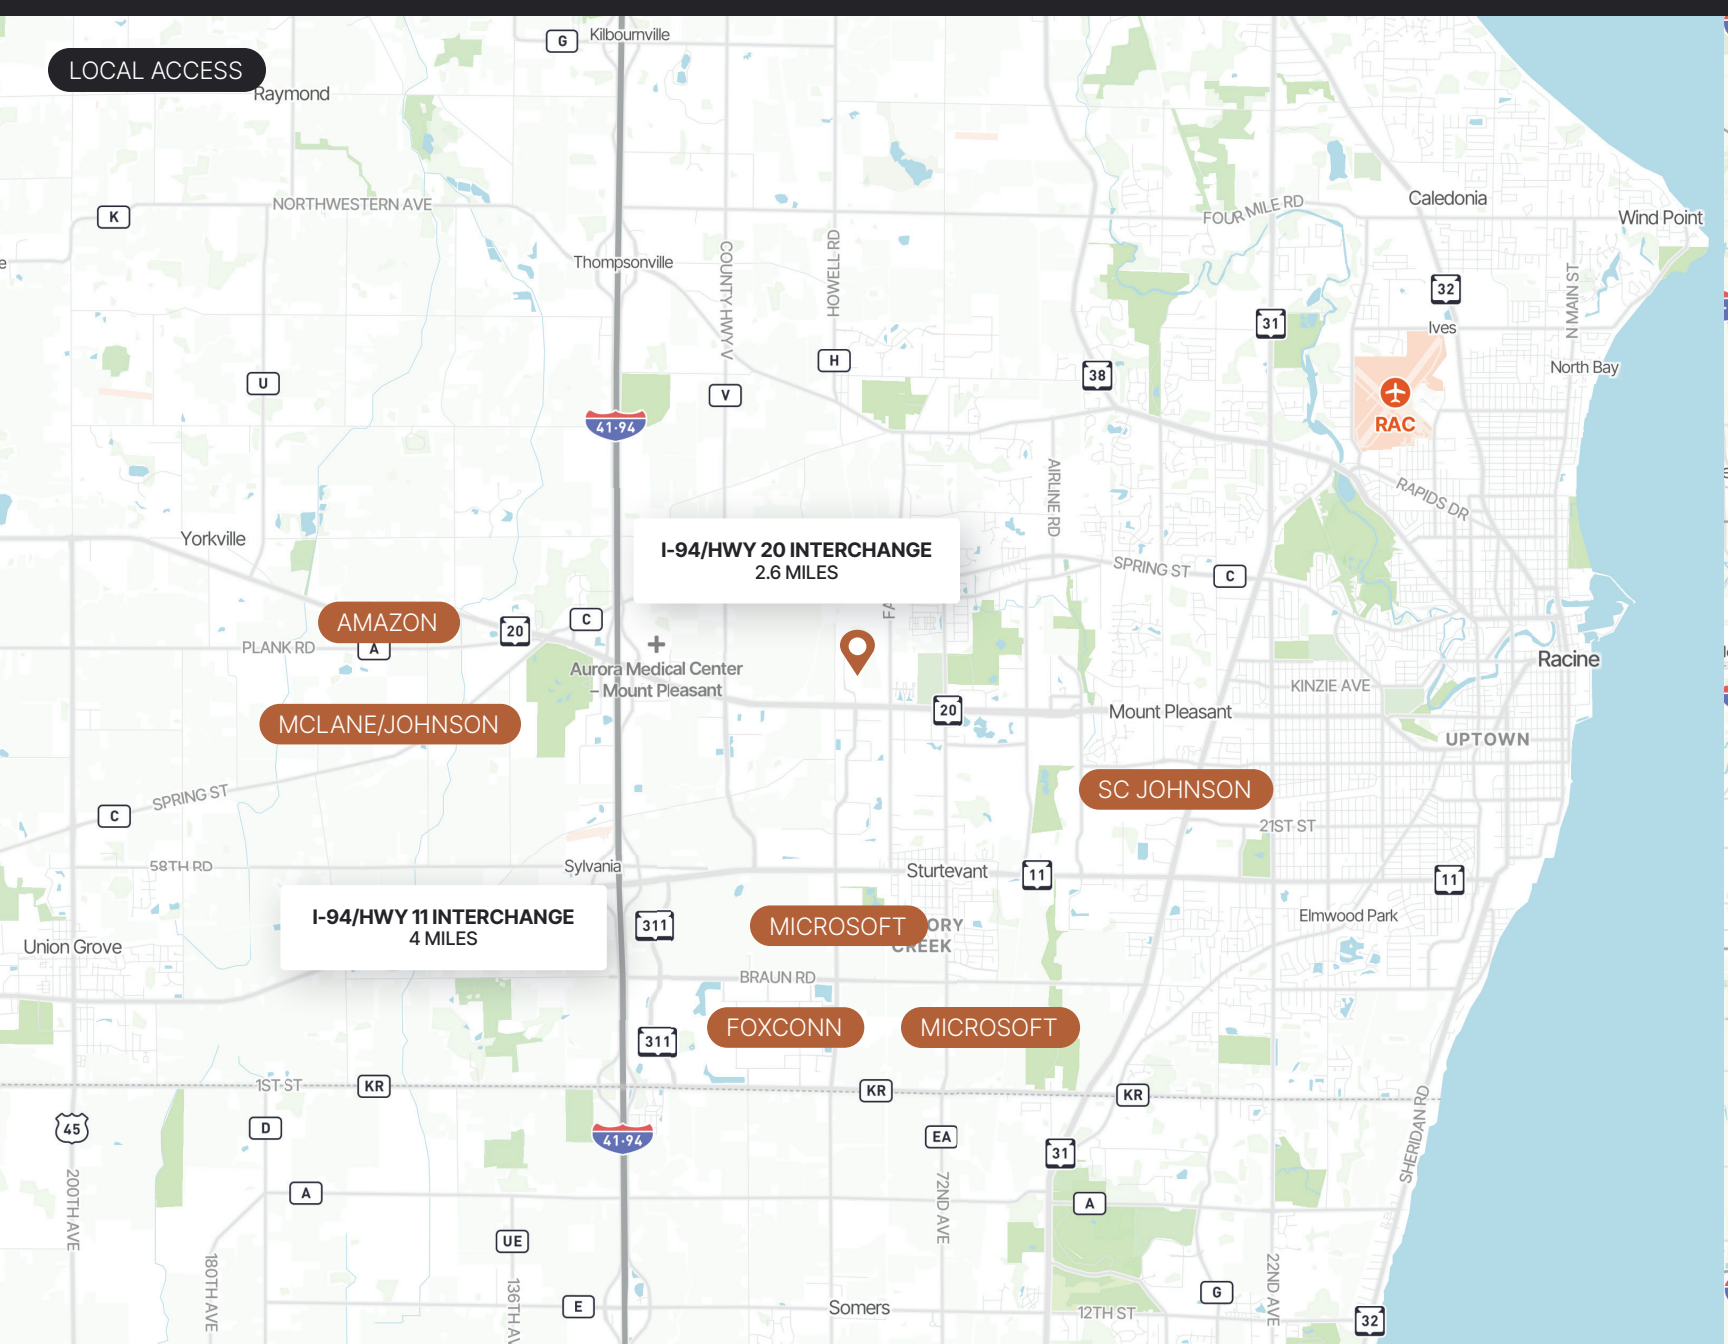 LOCAL ACCESS
G
Kilbournville
Raymond
K
NORTHWESTERN AVE
FOUR MILE RD
Caledonia
Wind Point
Thompsonville
COUNTY HWY V
HOWELL RD
N MAIN ST
32
31
Ives
H
38
North Bay
U
V
RAC
41·94
AIRLINE RD
RAPIDS DR
Yorkville
I-94/HWY 20 INTERCHANGE
2.6 MILES
SPRING ST
C
AMAZON
20
C
PLANK RD
A
Aurora Medical Center
– Mount Pleasant
Racine
KINZIE AVE
MCLANE/JOHNSON
20
Mount Pleasant
UPTOWN
SC JOHNSON
SPRING ST
C
21ST ST
58TH RD
Sylvania
Sturtevant
11
11
I-94/HWY 11 INTERCHANGE
4 MILES
311
MICROSOFT
CREEK
Elmwood Park
Union Grove
BRAUN RD
FOXCONN
MICROSOFT
311
1ST ST
KR
KR
KR
45
D
41·94
EA
31
SHERIDAN RD
200TH AVE
A
72ND AVE
A
UE
180TH AVE
136TH AV
E
Somers
12TH ST
G
22ND AVE
32